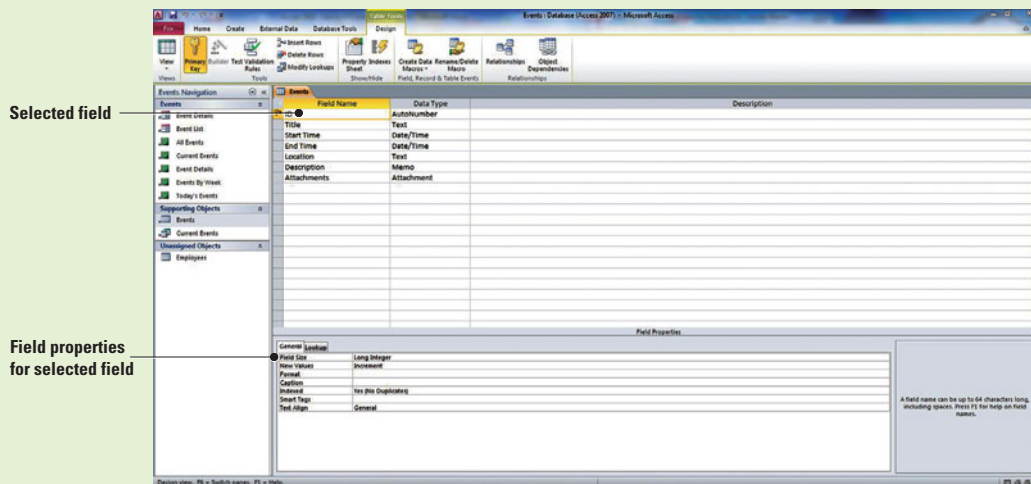 Table Tools
Events : Database (Access 2007) - Microsoft Access
File Home Create External Data Database Tools Design
View
Views
Primary Key
Builder
Test Validation Rules
Insert Rows
Delete Rows
Modify Lookups
Tools
Property Sheet
Indexes
Show/Hide
Create Data Macros
Rename/Delete Macro
Field, Record & Table Events
Relationships
Object Dependencies
Relationships
Events Navigation
Events
Event Details
Event List
All Events
Current Events
Event Details
Events By Week
Today's Events
Supporting Objects
Events
Current Events
Unassigned Objects
Employees
Selected field
Events
Field Name Data Type Description
ID AutoNumber
Title Text
Start Time Date/Time
End Time Date/Time
Location Text
Description Memo
Attachments Attachment
Field Properties
Field properties
for selected field
General Lookup
Field Size Long Integer
New Values Increment
Format
Caption
Indexed Yes (No Duplicates)
Smart Tags
Text Align General
A field name can be up to 64 characters long,
including spaces. Press F1 for help on field
names.
Design view. F6 = Switch panes. F1 = Help.